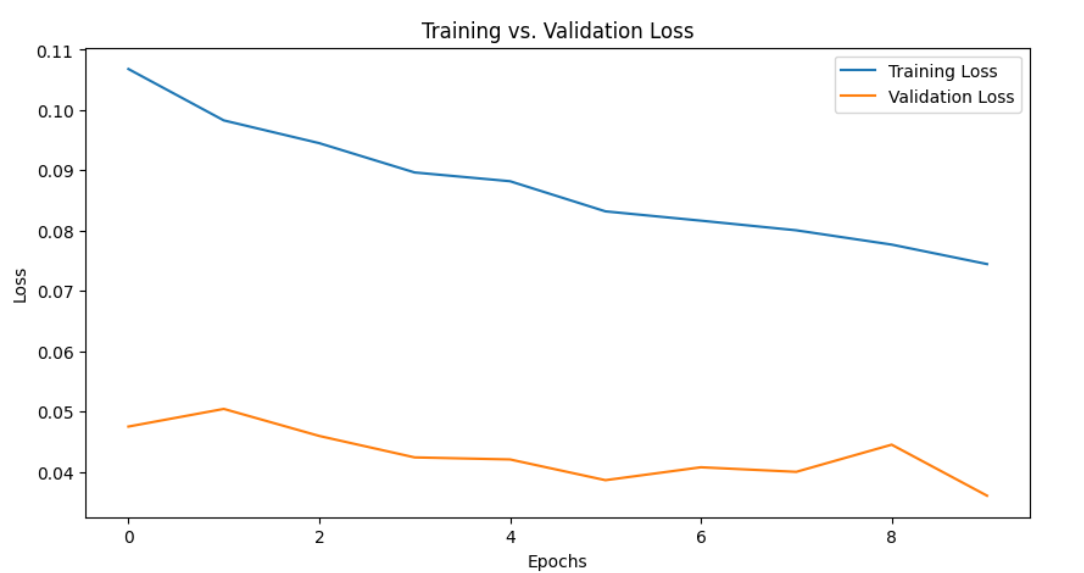 Training vs. Validation Loss
0.11
0.10
0.09
0.08
0.07
0.06
0.05
0.04
Loss
Training Loss
Validation Loss
0 2 4 6 8
Epochs